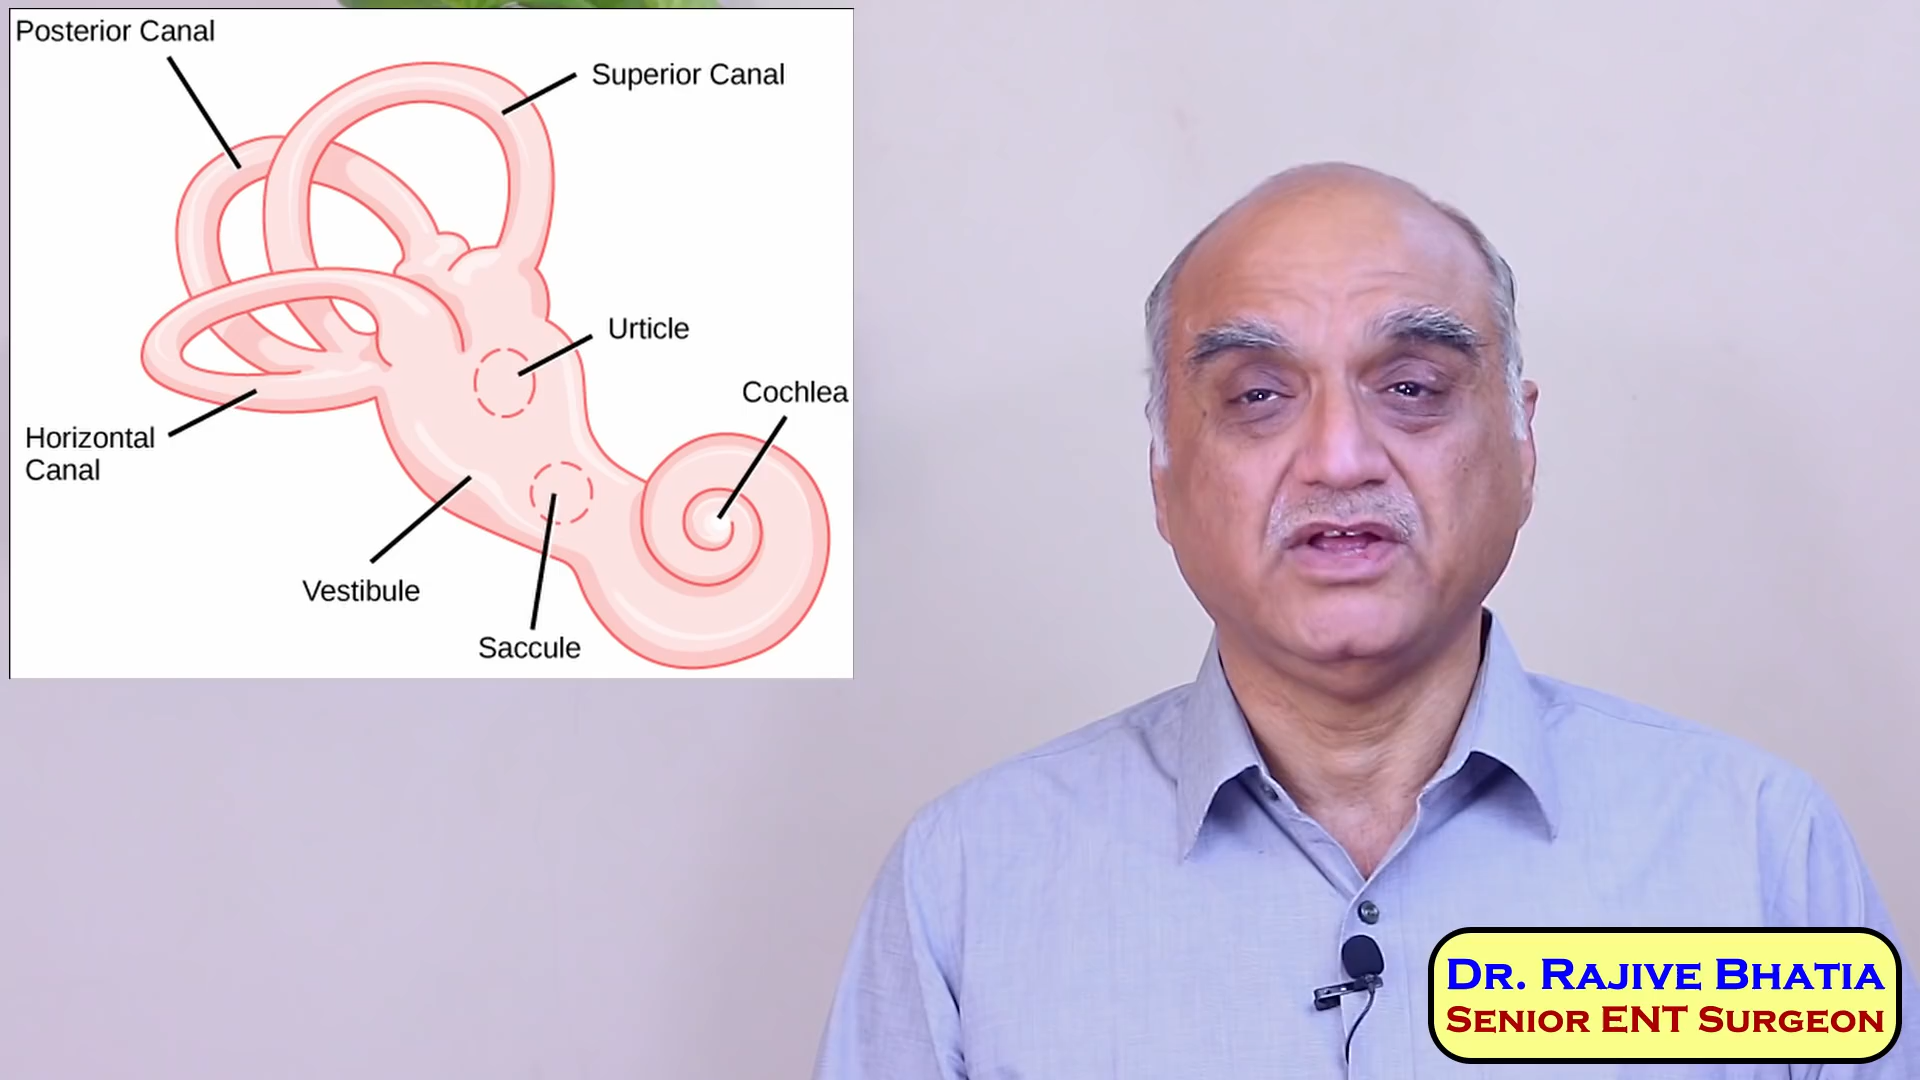 Posterior Canal
Superior Canal
Urticle
Cochlea
Horizontal
Canal
Vestibule
Saccule
Dr. Rajive Bhatia
Senior ENT Surgeon